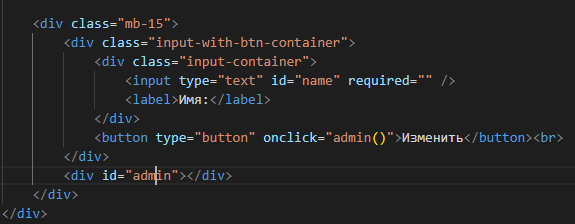 <div class="mb-15">
<div class="input-with-btn-container">
<div class="input-container">
<input type="text" id="name" required="" />
<label>Имя:</label>
</div>
<button type="button" onclick="admin()">Изменить</button><br>
</div>
<div id="admin"></div>
</div>
</div>